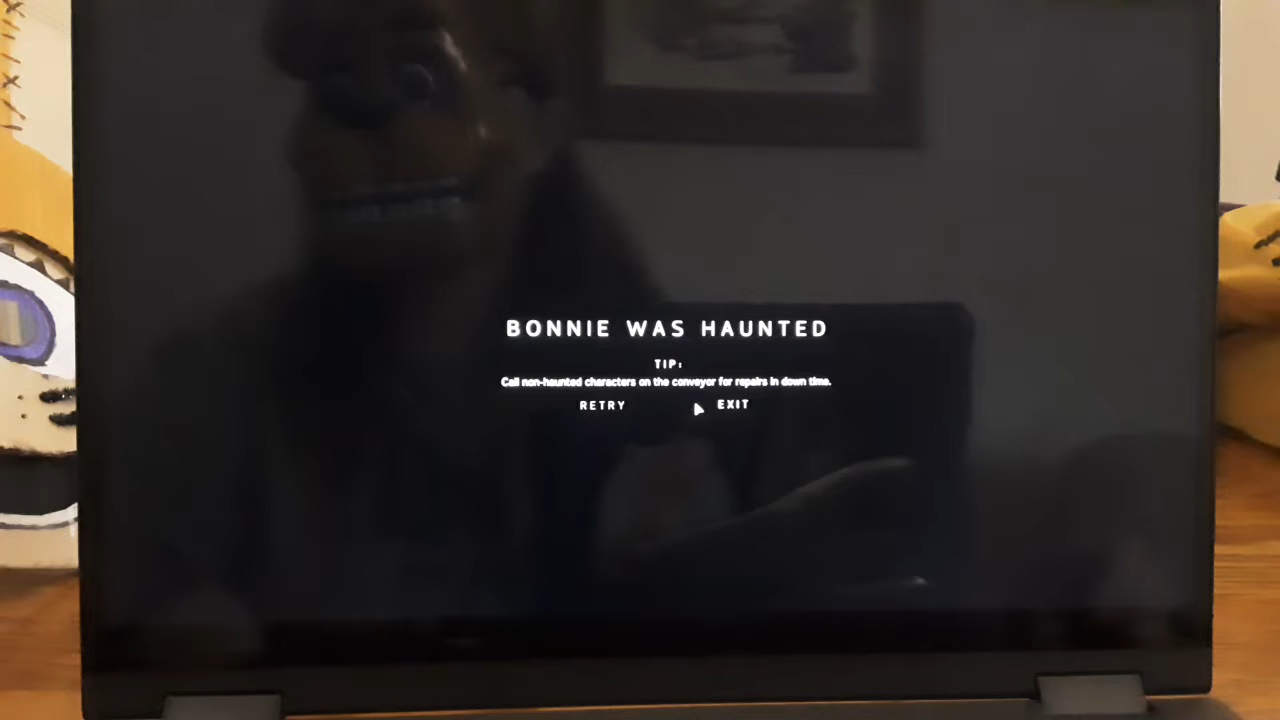 BONNIE WAS HAUNTED
TIP:
Call non-haunted characters on the conveyor for repairs in down time.
RETRY EXIT